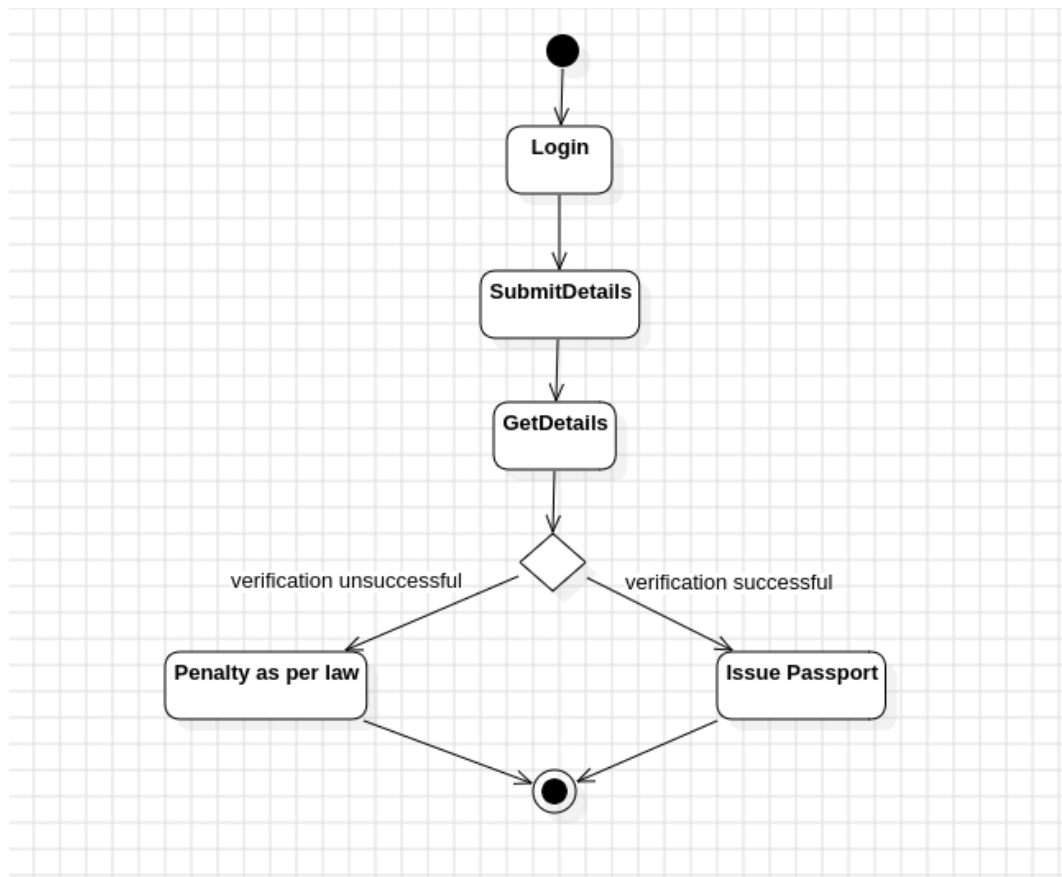 Login
SubmitDetails
GetDetails
verification unsuccessful
verification successful
Penalty as per law
Issue Passport